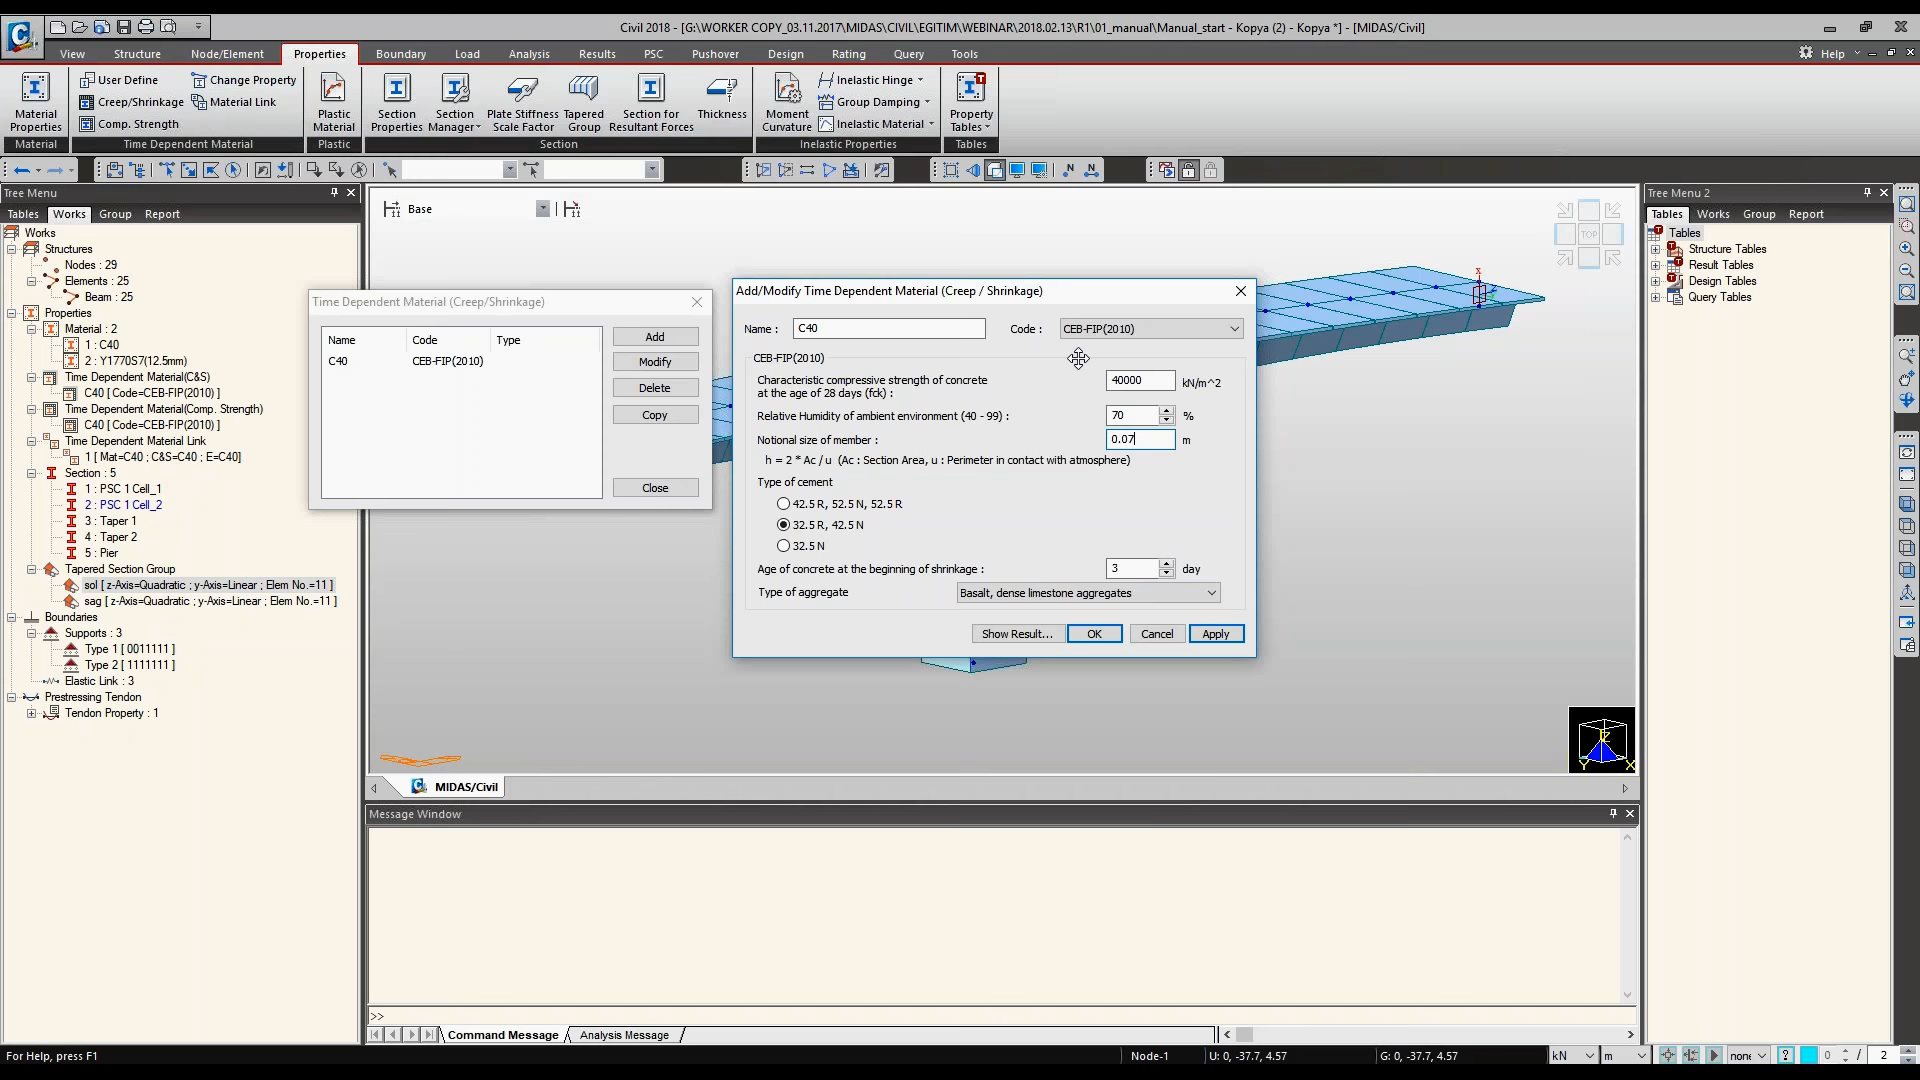 Civil 2018 - [G:\WORKER COPY_03.11.2017\MIDAS\CIVIL\EGITIM\WEBINAR\2018.02.13\R1\01_manual\Manual_start - Kopya (2) - Kopya *] - [MIDAS/Civil]
View Structure Node/Element Properties Boundary Load Analysis Results PSC Pushover Design Rating Query Tools Help
User Define Change Property
Creep/Shrinkage Material Link
Comp. Strength
Material Properties
Plastic Material
Section Properties
Section Manager
Plate Stiffness Scale Factor
Tapered Group
Section for Resultant Forces
Thickness
Moment Curvature
Inelastic Hinge
Group Damping
Inelastic Material
Property Tables
Material Time Dependent Material Plastic Section Inelastic Properties Tables
Tree Menu
Tables Works Group Report
Works
Structures
Nodes : 29
Elements : 25
Beam : 25
Properties
Material : 2
1 : C40
2 : Y1770S7(12.5mm)
Time Dependent Material(C&S)
C40 [ Code=CEB-FIP(2010) ]
Time Dependent Material(Comp. Strength)
C40 [ Code=CEB-FIP(2010) ]
Time Dependent Material Link
1 [ Mat=C40 ; C&S=C40 ; E=C40]
Section : 5
1 : PSC 1 Cell_1
2 : PSC 1 Cell_2
3 : Taper 1
4 : Taper 2
5 : Pier
Tapered Section Group
sol [ z-Axis=Quadratic ; y-Axis=Linear ; Elem No.=11 ]
sag [ z-Axis=Quadratic ; y-Axis=Linear ; Elem No.=11 ]
Boundaries
Supports : 3
Type 1 [ 0011111 ]
Type 2 [ 1111111 ]
Elastic Link : 3
Prestressing Tendon
Tendon Property : 1
Base
TOP
X
Time Dependent Material (Creep/Shrinkage)
Name Code Type
C40 CEB-FIP(2010)
Add
Modify
Delete
Copy
Close
Add/Modify Time Dependent Material (Creep / Shrinkage)
Name : C40 Code : CEB-FIP(2010)
CEB-FIP(2010)
Characteristic compressive strength of concrete
at the age of 28 days (fck) : 40000 kN/m^2
Relative Humidity of ambient environment (40 - 99) : 70 %
Notional size of member : 0.07 m
h = 2 * Ac / u (Ac : Section Area, u : Perimeter in contact with atmosphere)
Type of cement
42.5 R, 52.5 N, 52.5 R
32.5 R, 42.5 N
32.5 N
Age of concrete at the beginning of shrinkage : 3 day
Type of aggregate Basalt, dense limestone aggregates
Show Result... OK Cancel Apply
Z
Y X
MIDAS/Civil
Message Window
>>
Command Message Analysis Message
Tree Menu 2
Tables Works Group Report
Tables
Structure Tables
Result Tables
Design Tables
Query Tables
For Help, press F1 Node-1 U: 0, -37.7, 4.57 G: 0, -37.7, 4.57 kN m none ? 0 / 2